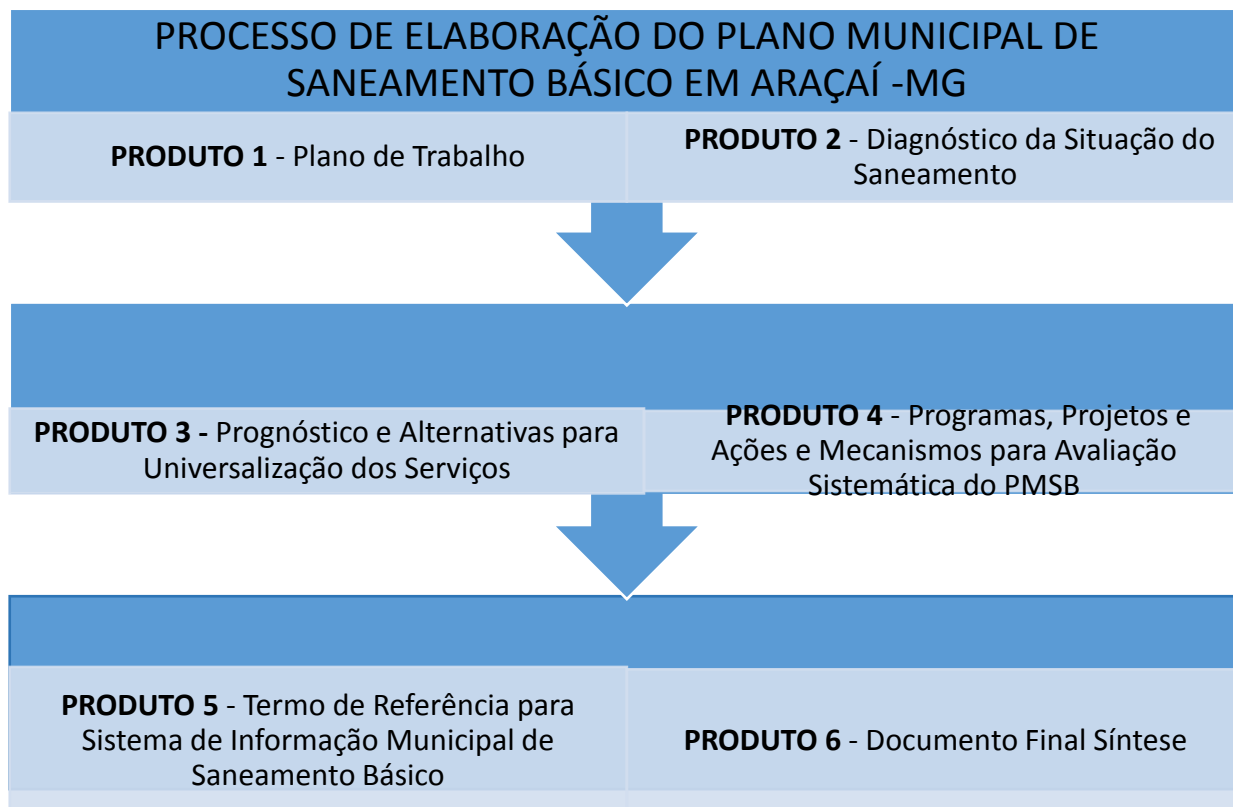 PROCESSO DE ELABORAÇÃO DO PLANO MUNICIPAL DE
SANEAMENTO BÁSICO EM ARAÇAÍ -MG
PRODUTO 1 - Plano de Trabalho
PRODUTO 2 - Diagnóstico da Situação do
Saneamento
PRODUTO 3 - Prognóstico e Alternativas para
Universalização dos Serviços
PRODUTO 4 - Programas, Projetos e
Ações e Mecanismos para Avaliação
Sistemática do PMSB
PRODUTO 5 - Termo de Referência para
Sistema de Informação Municipal de
Saneamento Básico
PRODUTO 6 - Documento Final Síntese